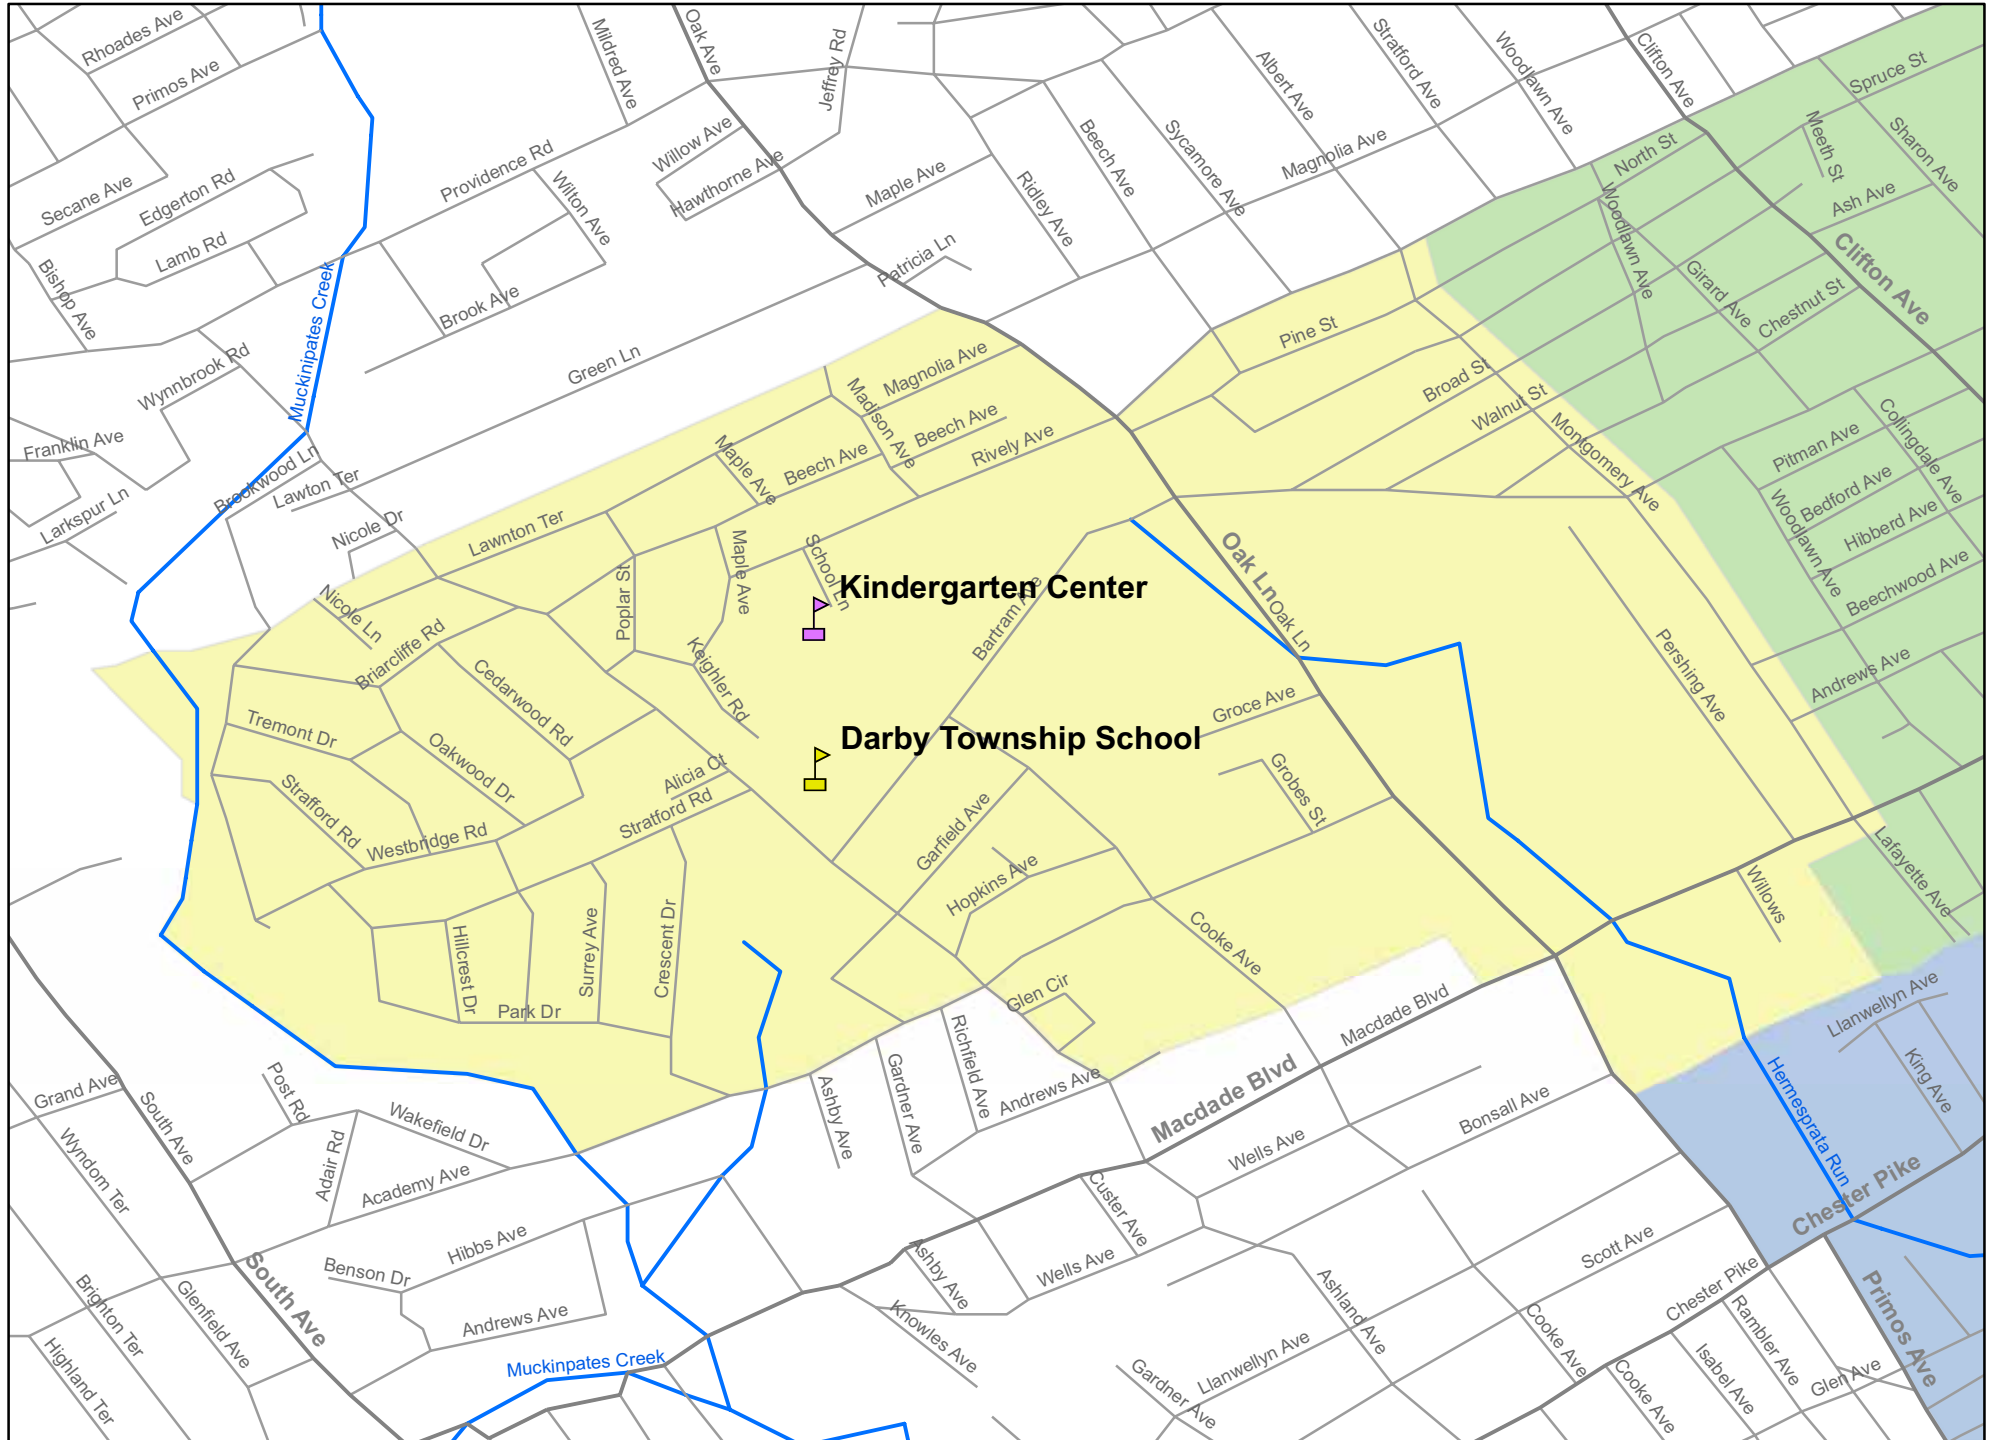 Rhoades Ave
Primos Ave
Mildred Ave
Oak Ave
Jeffrey Rd
Albert Ave
Stratford Ave
Woodlawn Ave
Clifton Ave
Spruce St
Meeth St
Sharon Ave
Secane Ave
Edgerton Rd
Lamb Rd
Bishop Ave
Providence Rd
Willow Ave
Hawthorne Ave
Wilton Ave
Brook Ave
Maple Ave
Patricia Ln
Ridley Ave
Beech Ave
Sycamore Ave
Magnolia Ave
North St
Woodlawn Ave
Ash Ave
Clifton Ave
Girard Ave
Chestnut St
Muckinipates Creek
Wynnbrook Rd
Green Ln
Franklin Ave
Larkspur Ln
Brookwood Ln
Lawton Ter
Nicole Dr
Magnolia Ave
Madison Ave
Beech Ave
Rively Ave
Maple Ave
Beech Ave
Pine St
Broad St
Walnut St
Montgomery Ave
Pitman Ave
Collingdale Ave
Bedford Ave
Woodlawn Ave
Hibberd Ave
Beechwood Ave
Andrews Ave
Lawnton Ter
Nicole Ln
Poplar St
Maple Ave
School Ln
Kindergarten Center
Bartram Ave
Oak Ln
Oak Ln
Pershing Ave
Briarcliffe Rd
Cedarwood Rd
Keighler Rd
Tremont Dr
Oakwood Dr
Strafford Rd
Westbridge Rd
Alicia Ct
Stratford Rd
Darby Township School
Groce Ave
Grobes St
Garfield Ave
Hopkins Ave
Cooke Ave
Willows
Lafayette Ave
Hillcrest Dr
Park Dr
Surrey Ave
Crescent Dr
Glen Cir
Richfield Ave
Gardner Ave
Ashby Ave
Andrews Ave
Macdade Blvd
Macdade Blvd
Llanwellyn Ave
King Ave
Hermesprata Run
Chester Pike
Grand Ave
South Ave
Post Rd
Wakefield Dr
Adair Rd
Academy Ave
Wyndom Ter
Hibbs Ave
Benson Dr
South Ave
Andrews Ave
Brighton Ter
Glenfield Ave
Highland Ter
Muckinpates Creek
Wells Ave
Bonsall Ave
Custer Ave
Wells Ave
Ashby Ave
Knowles Ave
Ashland Ave
Scott Ave
Chester Pike
Primos Ave
Llanwellyn Ave
Gardner Ave
Cooke Ave
Cooke Ave
Isabel Ave
Rambler Ave
Glen Ave